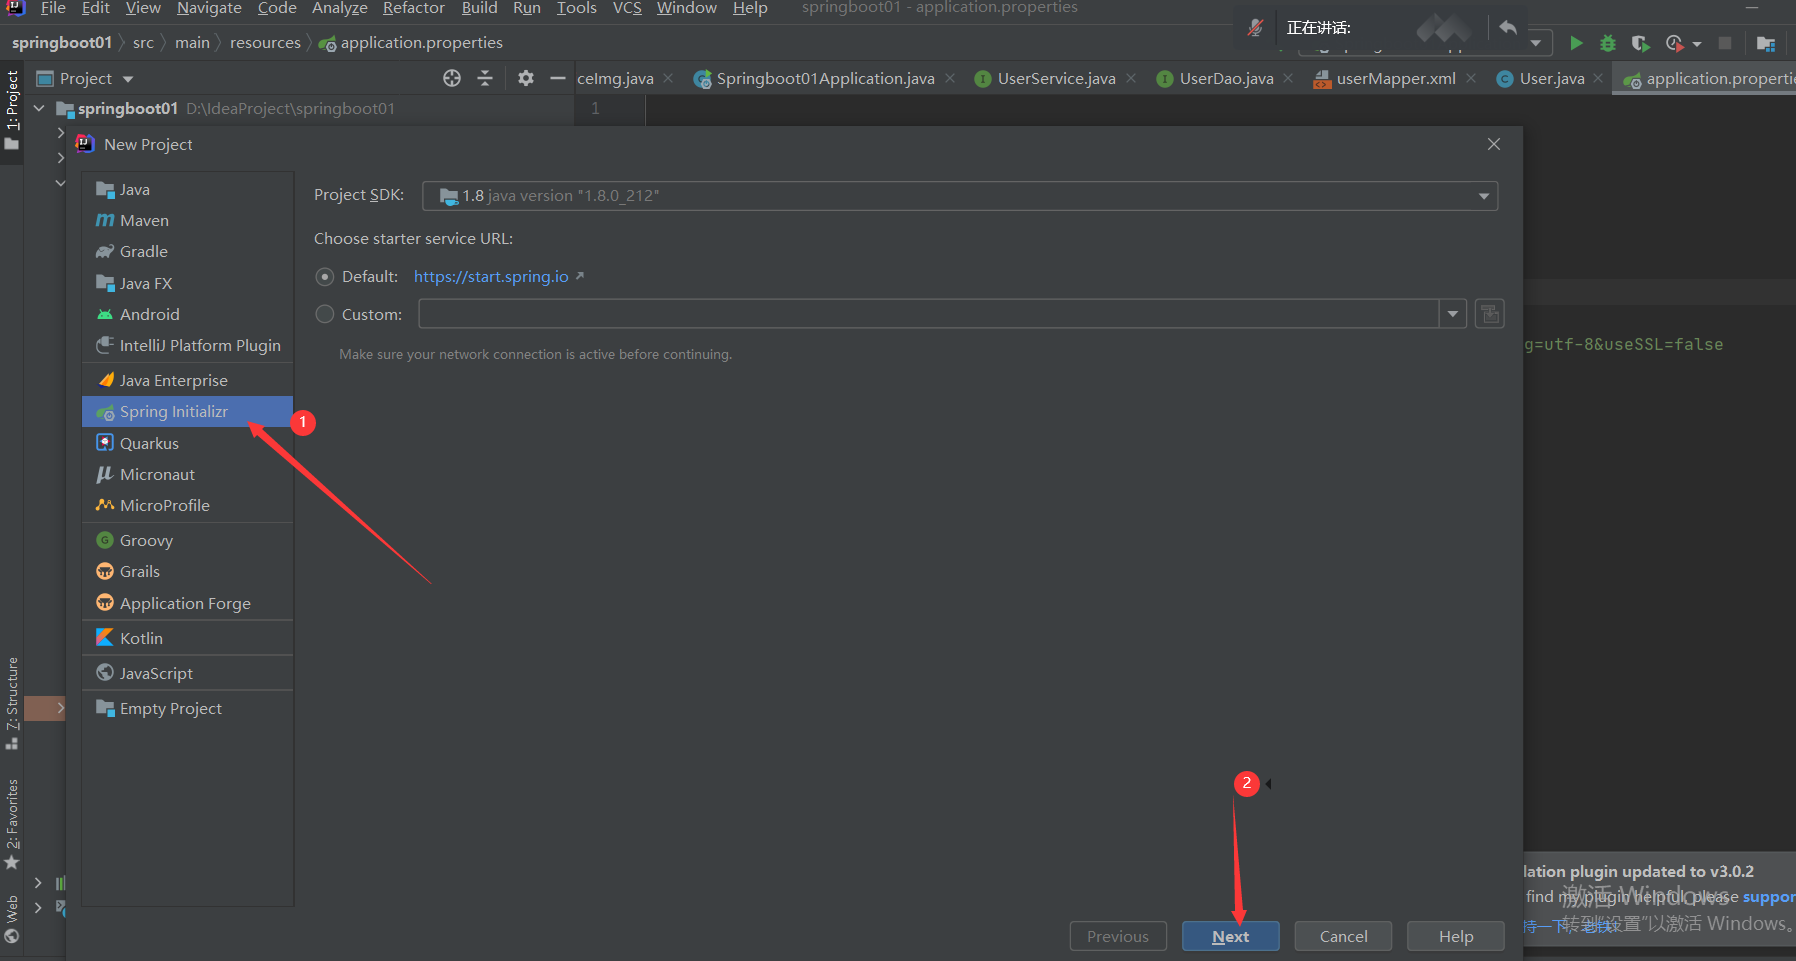 File Edit View Navigate Code Analyze Refactor Build Run Tools VCS Window Help springboot01 - application.properties
正在讲话:
springboot01 src main resources application.properties
1: Project
Project
ceImg.java Springboot01Application.java UserService.java UserDao.java userMapper.xml User.java application.properti
springboot01 D:\IdeaProject\springboot01
1
New Project
Java
Maven
Gradle
Java FX
Android
IntelliJ Platform Plugin
Java Enterprise
Spring Initializr
Quarkus
Micronaut
MicroProfile
Groovy
Grails
Application Forge
Kotlin
JavaScript
Empty Project
Project SDK: 1.8 java version "1.8.0_212"
Choose starter service URL:
Default: https://start.spring.io
Custom:
Make sure your network connection is active before continuing.
g=utf-8&useSSL=false
1
2
Previous Next Cancel Help
Z: Structure
2: Favorites
Web
lation plugin updated to v3.0.2
find my plugin helpful, please suppor
激活 Windows
转到"设置"以激活 Windows。